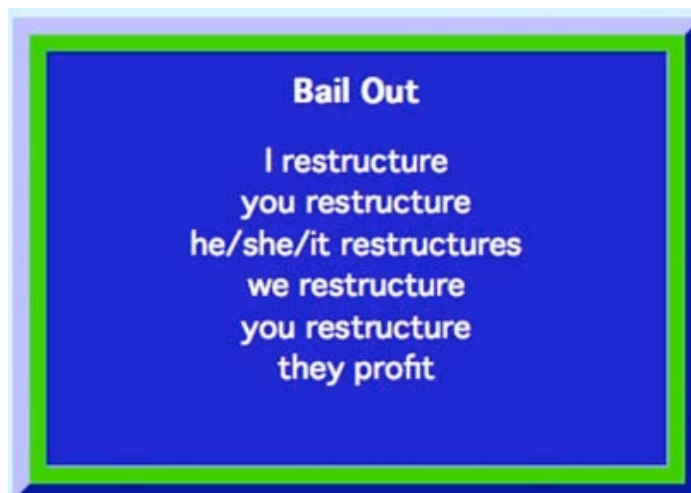 Bail Out
I restructure
you restructure
he/she/it restructures
we restructure
you restructure
they profit